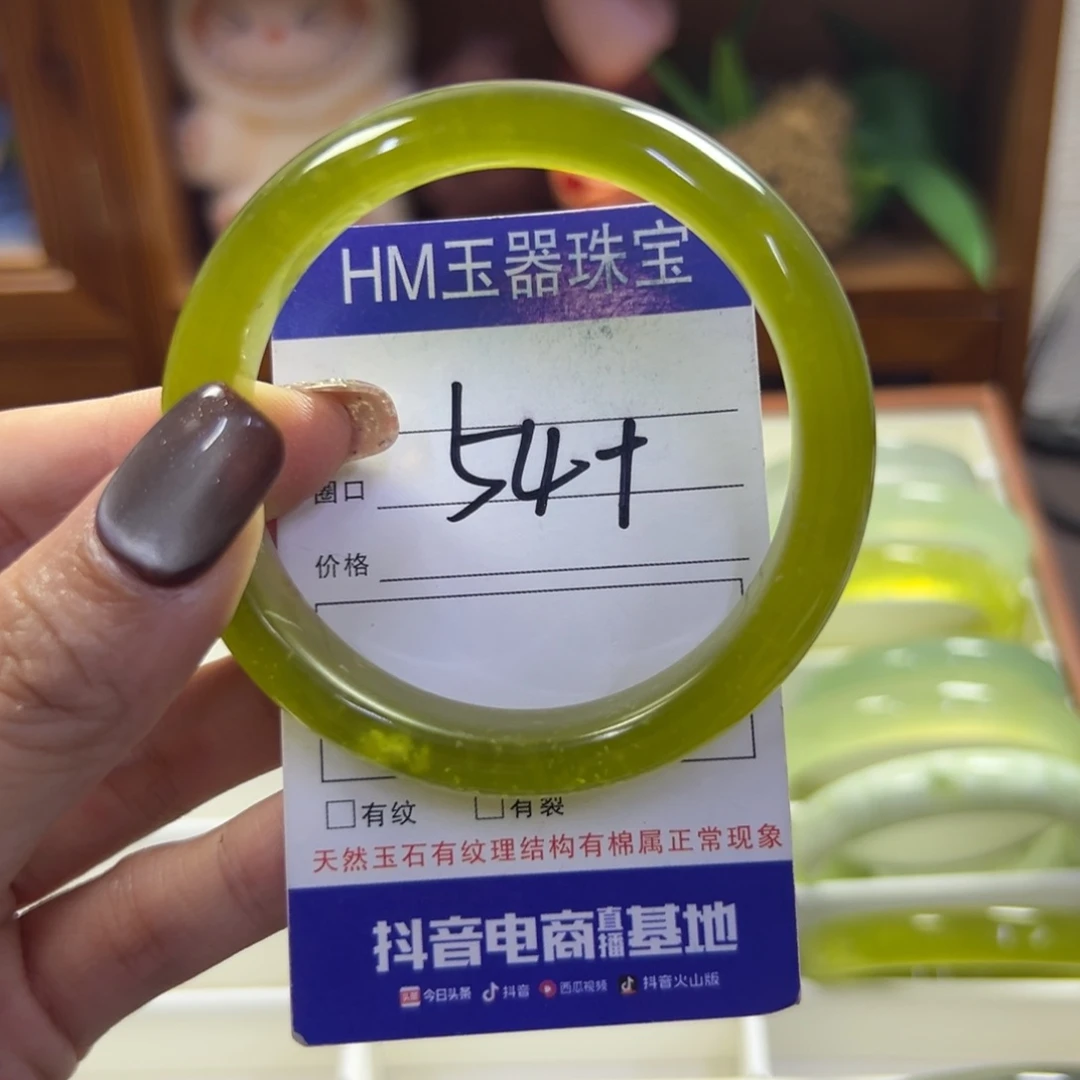 HM玉器珠宝
54+
圈口
价格
□有纹 □有裂
天然玉石有纹理结构有棉属正常现象
抖音电商直播基地
头条 今日头条 抖音 西瓜视频 抖音火山版